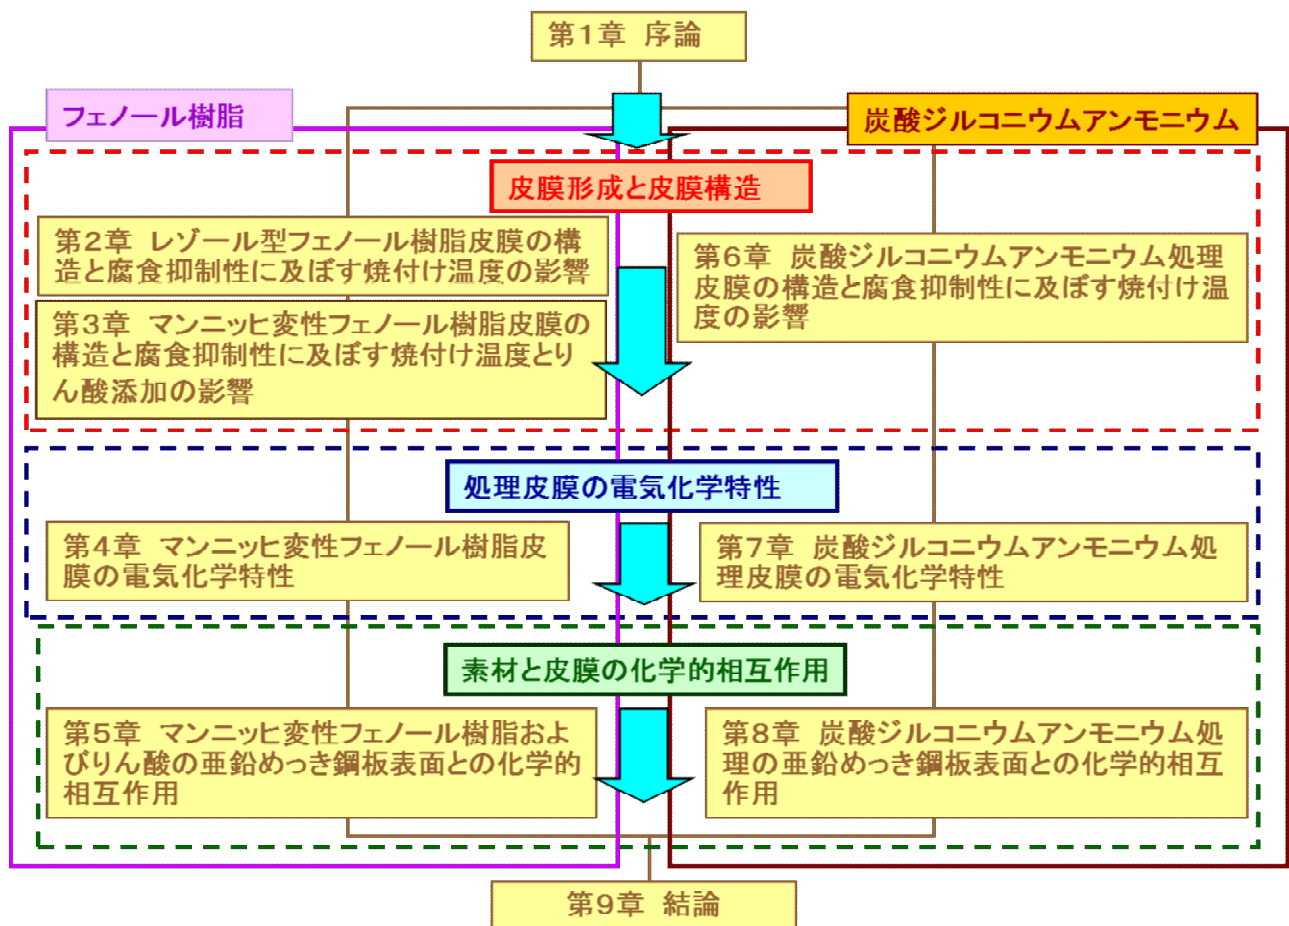 第1章 序論
フェノール樹脂
炭酸ジルコニウムアンモニウム
皮膜形成と皮膜構造
第2章 レゾール型フェノール樹脂皮膜の構
造と腐食抑制性に及ぼす焼付け温度の影響
第3章 マンニッヒ変性フェノール樹脂皮膜の
構造と腐食抑制性に及ぼす焼付け温度とり
ん酸添加の影響
第6章 炭酸ジルコニウムアンモニウム処理
皮膜の構造と腐食抑制性に及ぼす焼付け温
度の影響
処理皮膜の電気化学特性
第4章 マンニッヒ変性フェノール樹脂皮
膜の電気化学特性
第7章 炭酸ジルコニウムアンモニウム処
理皮膜の電気化学特性
素材と皮膜の化学的相互作用
第5章 マンニッヒ変性フェノール樹脂およ
びりん酸の亜鉛めっき鋼板表面との化学的
相互作用
第8章 炭酸ジルコニウムアンモニウム処
理の亜鉛めっき鋼板表面との化学的相互
作用
第9章 結論